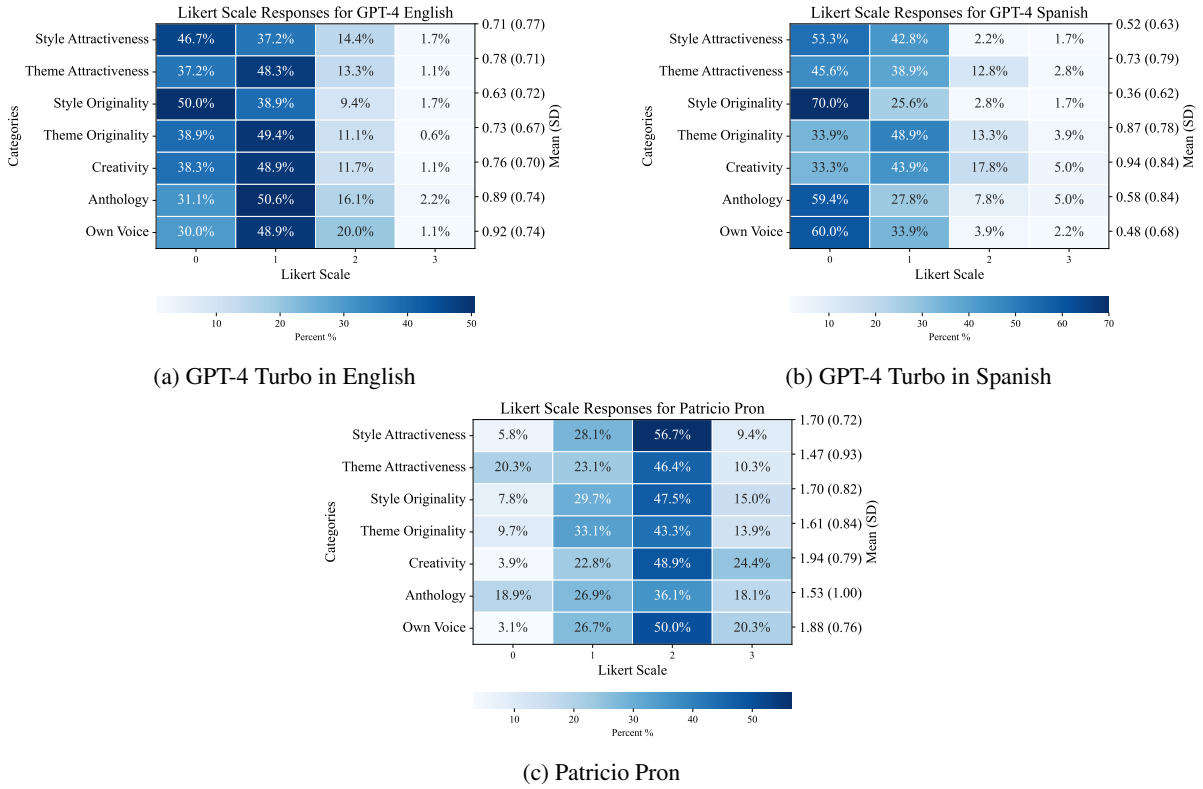 Likert Scale Responses for GPT-4 English
Style Attractiveness 46.7% 37.2% 14.4% 1.7% 0.71 (0.77)
Theme Attractiveness 37.2% 48.3% 13.3% 1.1% 0.78 (0.71)
Style Originality 50.0% 38.9% 9.4% 1.7% 0.63 (0.72)
Theme Originality 38.9% 49.4% 11.1% 0.6% 0.73 (0.67)
Creativity 38.3% 48.9% 11.7% 1.1% 0.76 (0.70)
Anthology 31.1% 50.6% 16.1% 2.2% 0.89 (0.74)
Own Voice 30.0% 48.9% 20.0% 1.1% 0.92 (0.74)
Categories
Mean (SD)
0 1 2 3
Likert Scale
10 20 30 40 50
Percent %
(a) GPT-4 Turbo in English
Likert Scale Responses for GPT-4 Spanish
Style Attractiveness 53.3% 42.8% 2.2% 1.7% 0.52 (0.63)
Theme Attractiveness 45.6% 38.9% 12.8% 2.8% 0.73 (0.79)
Style Originality 70.0% 25.6% 2.8% 1.7% 0.36 (0.62)
Theme Originality 33.9% 48.9% 13.3% 3.9% 0.87 (0.78)
Creativity 33.3% 43.9% 17.8% 5.0% 0.94 (0.84)
Anthology 59.4% 27.8% 7.8% 5.0% 0.58 (0.84)
Own Voice 60.0% 33.9% 3.9% 2.2% 0.48 (0.68)
Categories
Mean (SD)
0 1 2 3
Likert Scale
10 20 30 40 50 60 70
Percent %
(b) GPT-4 Turbo in Spanish
Likert Scale Responses for Patricio Pron
Style Attractiveness 5.8% 28.1% 56.7% 9.4% 1.70 (0.72)
Theme Attractiveness 20.3% 23.1% 46.4% 10.3% 1.47 (0.93)
Style Originality 7.8% 29.7% 47.5% 15.0% 1.70 (0.82)
Theme Originality 9.7% 33.1% 43.3% 13.9% 1.61 (0.84)
Creativity 3.9% 22.8% 48.9% 24.4% 1.94 (0.79)
Anthology 18.9% 26.9% 36.1% 18.1% 1.53 (1.00)
Own Voice 3.1% 26.7% 50.0% 20.3% 1.88 (0.76)
Categories
Mean (SD)
0 1 2 3
Likert Scale
10 20 30 40 50
Percent %
(c) Patricio Pron